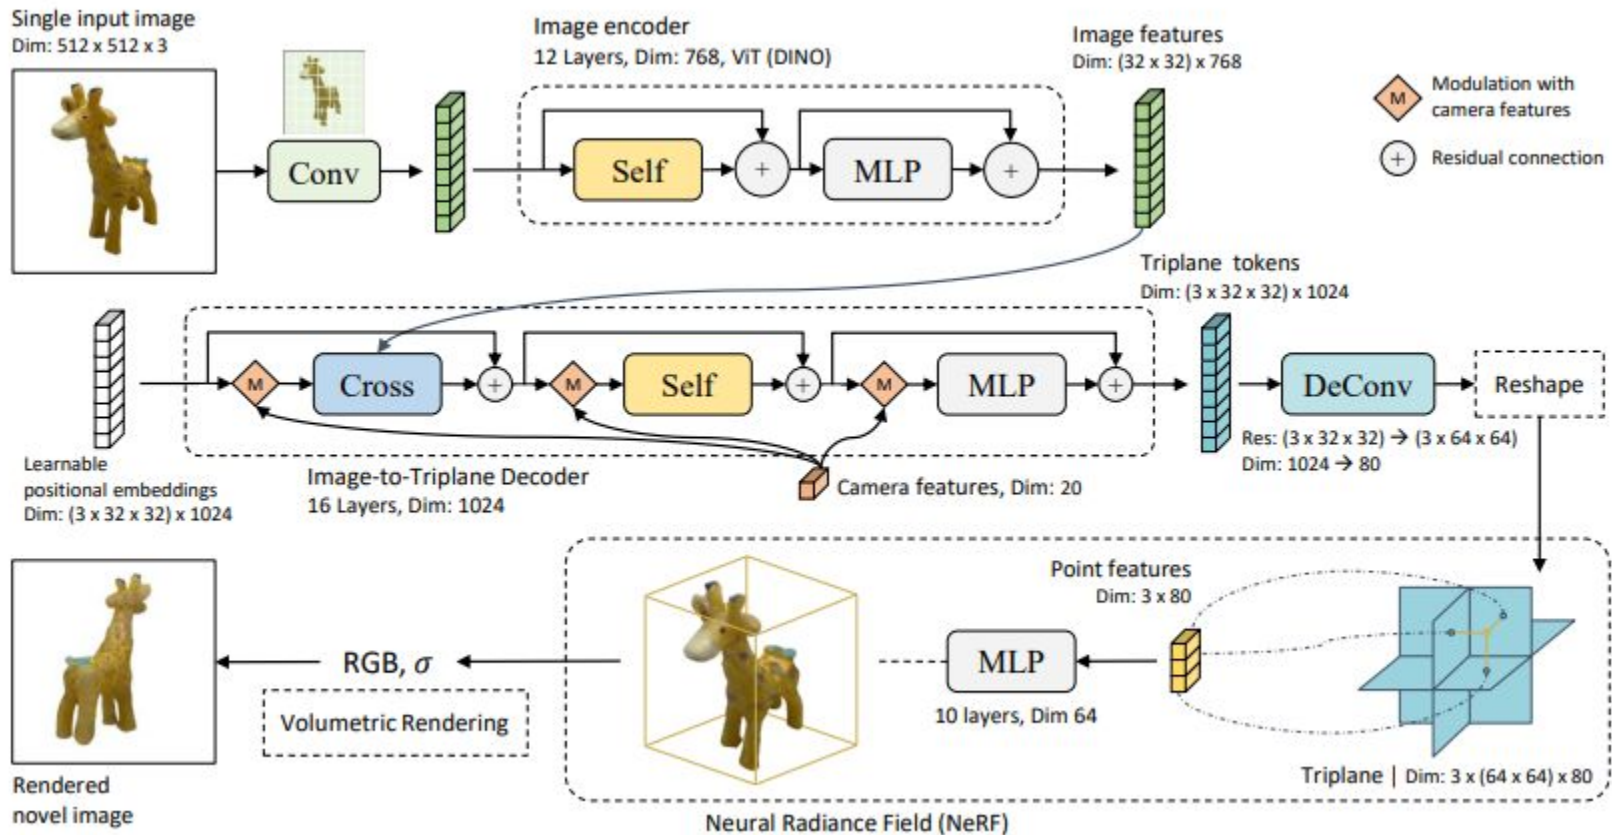 Single input image
Dim: 512 x 512 x 3
Conv
Image encoder
12 Layers, Dim: 768, ViT (DINO)
Self
+
MLP
+
Image features
Dim: (32 x 32) x 768
M
Modulation with
camera features
+
Residual connection
Learnable
positional embeddings
Dim: (3 x 32 x 32) x 1024
M
Cross
+
M
Self
+
M
MLP
+
Image-to-Triplane Decoder
16 Layers, Dim: 1024
Camera features, Dim: 20
Triplane tokens
Dim: (3 x 32 x 32) x 1024
DeConv
Res: (3 x 32 x 32) → (3 x 64 x 64)
Dim: 1024 → 80
Reshape
Rendered
novel image
RGB, σ
Volumetric Rendering
MLP
10 layers, Dim 64
Point features
Dim: 3 x 80
Triplane | Dim: 3 x (64 x 64) x 80
Neural Radiance Field (NeRF)